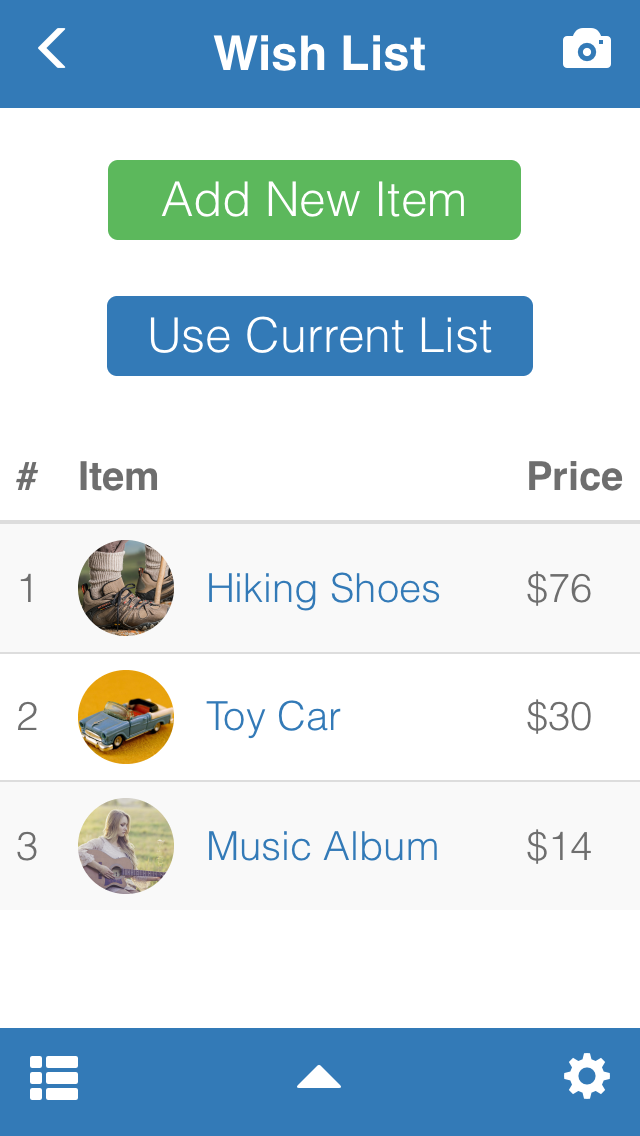 Wish List
Add New Item
Use Current List
# Item Price
1 Hiking Shoes $76
2 Toy Car $30
3 Music Album $14